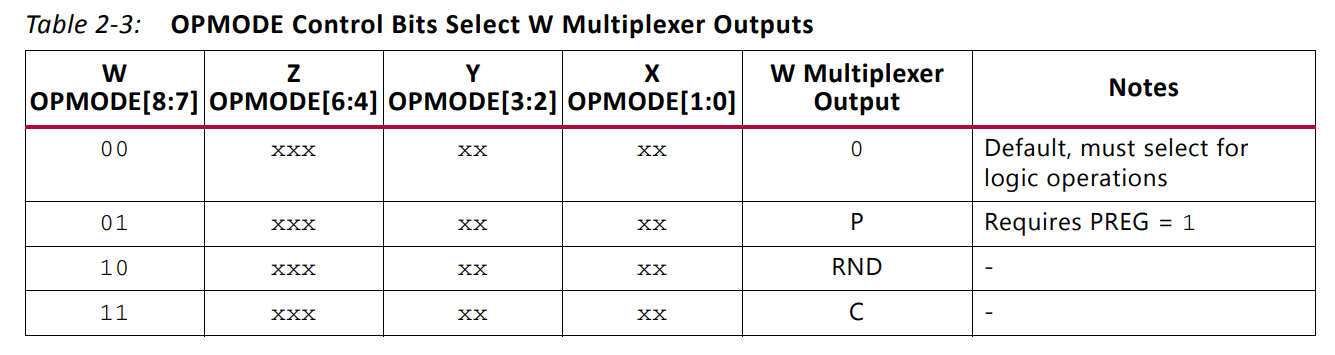 Table 2-3: OPMODE Control Bits Select W Multiplexer Outputs
W OPMODE[8:7] Z OPMODE[6:4] Y OPMODE[3:2] X OPMODE[1:0] W Multiplexer Output Notes
00 xxx xx xx 0 Default, must select for
logic operations
01 xxx xx xx P Requires PREG = 1
10 xxx xx xx RND -
11 xxx xx xx C -